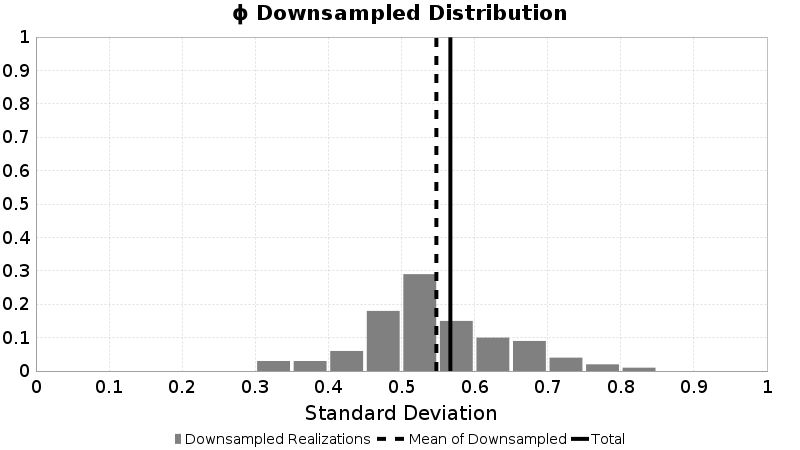 ϕ Downsampled Distribution
1
0.9
0.8
0.7
0.6
0.5
0.4
0.3
0.2
0.1
0
0 0.1 0.2 0.3 0.4 0.5 0.6 0.7 0.8 0.9 1
Standard Deviation
Downsampled Realizations Mean of Downsampled Total